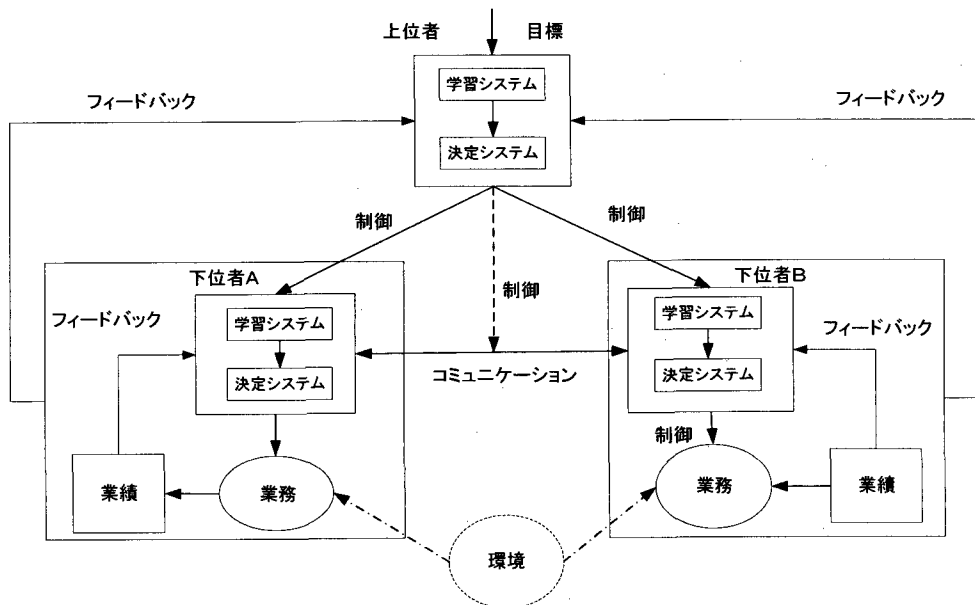 上位者
目標
学習システム
決定システム
フィードバック
フィードバック
制御
制御
制御
下位者A
下位者B
フィードバック
学習システム
決定システム
コミュニケーション
学習システム
決定システム
フィードバック
制御
業績
業務
業務
業績
環境